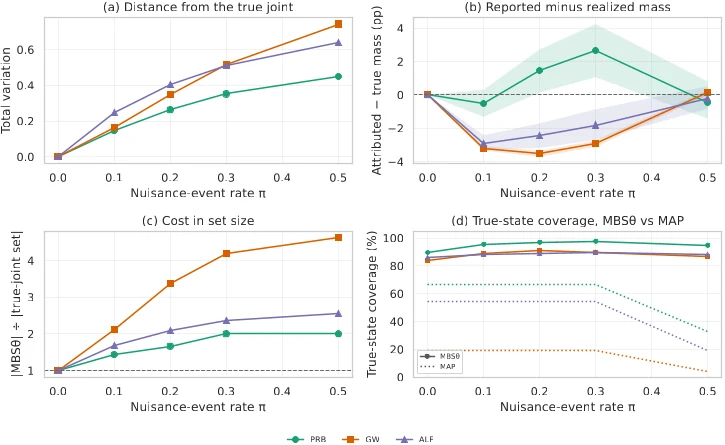 (a) Distance from the true joint
Total variation
0.6
0.4
0.2
0.0
0.0 0.1 0.2 0.3 0.4 0.5
Nuisance-event rate π
(b) Reported minus realized mass
Attributed − true mass (pp)
4
2
0
−2
−4
0.0 0.1 0.2 0.3 0.4 0.5
Nuisance-event rate π
(c) Cost in set size
|MBSθ| ÷ |true-joint set|
4
3
2
1
0.0 0.1 0.2 0.3 0.4 0.5
Nuisance-event rate π
(d) True-state coverage, MBSθ vs MAP
True-state coverage (%)
100
80
60
40
20
0
MBSθ
MAP
0.0 0.1 0.2 0.3 0.4 0.5
Nuisance-event rate π
PRB GW ALF